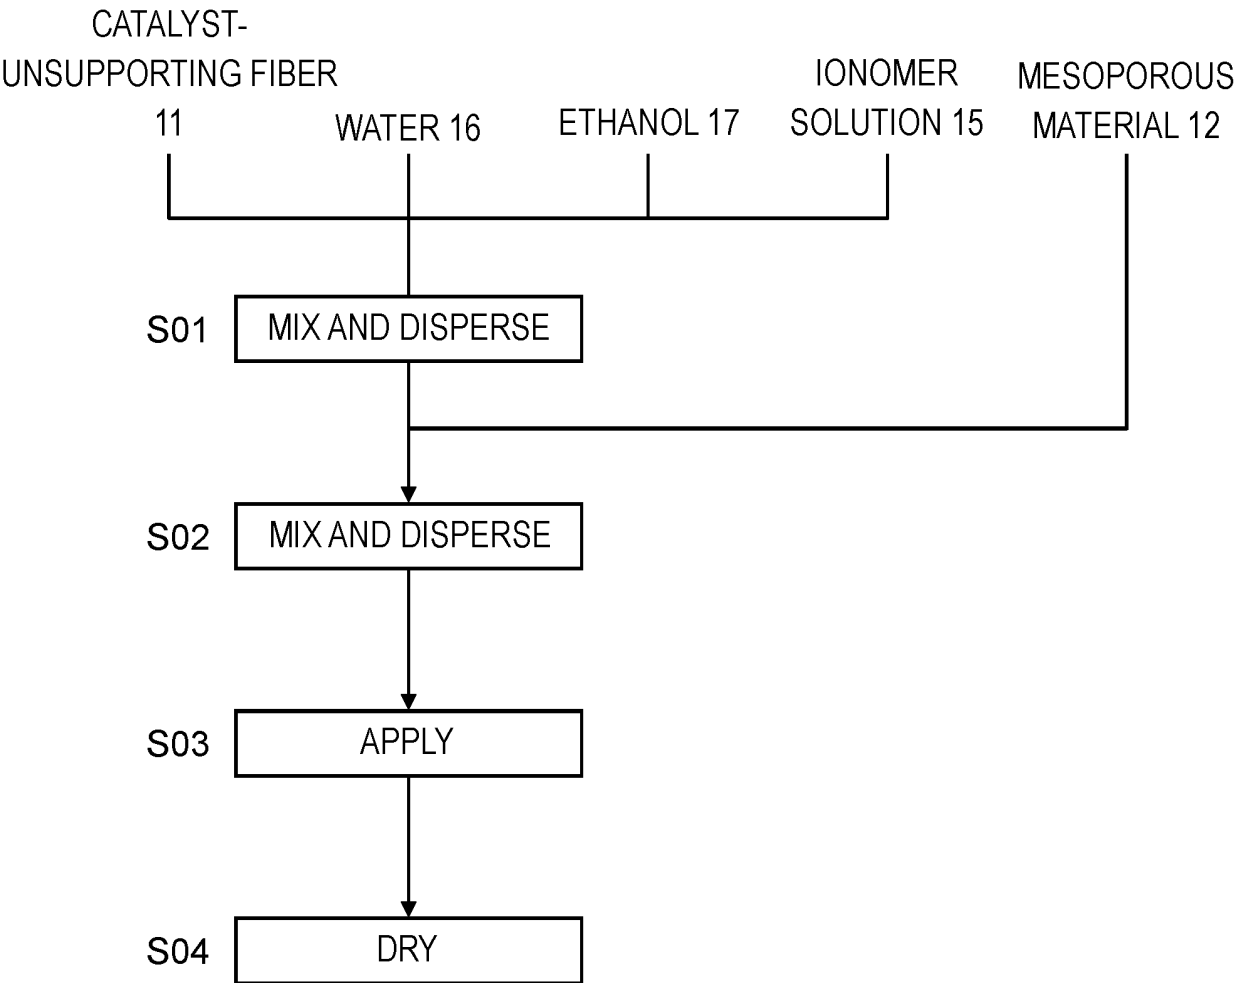 CATALYST-
UNSUPPORTING FIBER
11
WATER 16
ETHANOL 17
IONOMER
SOLUTION 15
MESOPOROUS
MATERIAL 12
S01 MIX AND DISPERSE
S02 MIX AND DISPERSE
S03 APPLY
S04 DRY